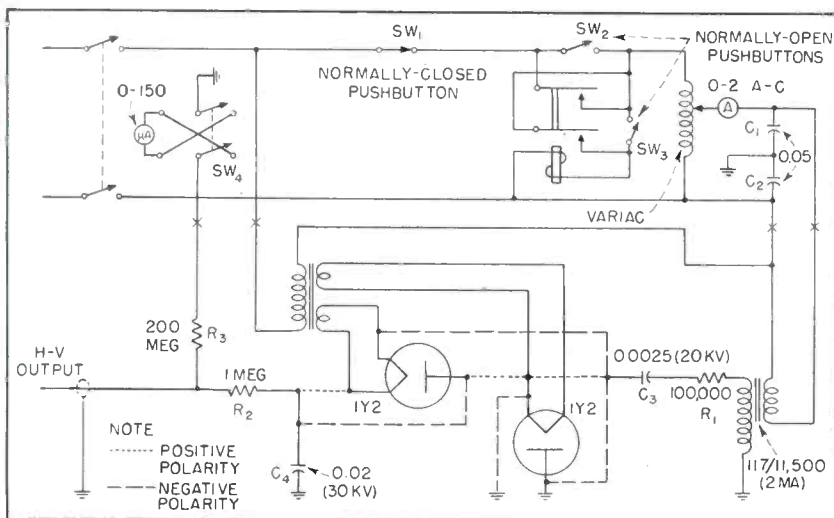 SW1
SW2
NORMALLY-OPEN
PUSHBUTTONS
NORMALLY-CLOSED
PUSHBUTTON
0-150
μA
SW4
SW3
0-2 A-C
A
C1
0.05
C2
VARIAC
200
MEG
R3
H-V
OUTPUT
1 MEG
R2
1Y2
1Y2
0.0025 (20 KV)
C3
100,000
R1
NOTE
POSITIVE
POLARITY
NEGATIVE
POLARITY
C4
0.02
(30 KV)
117/11,500
(2 MA)